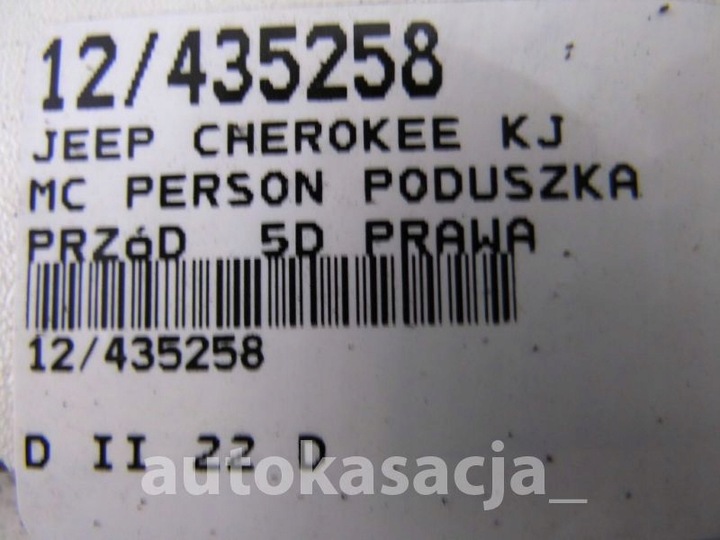 12/435258
JEEP CHEROKEE KJ
MC PERSON PODUSZKA
PRZóD 5D PRAWA
12/435258
D II 22 D
autokasacja_